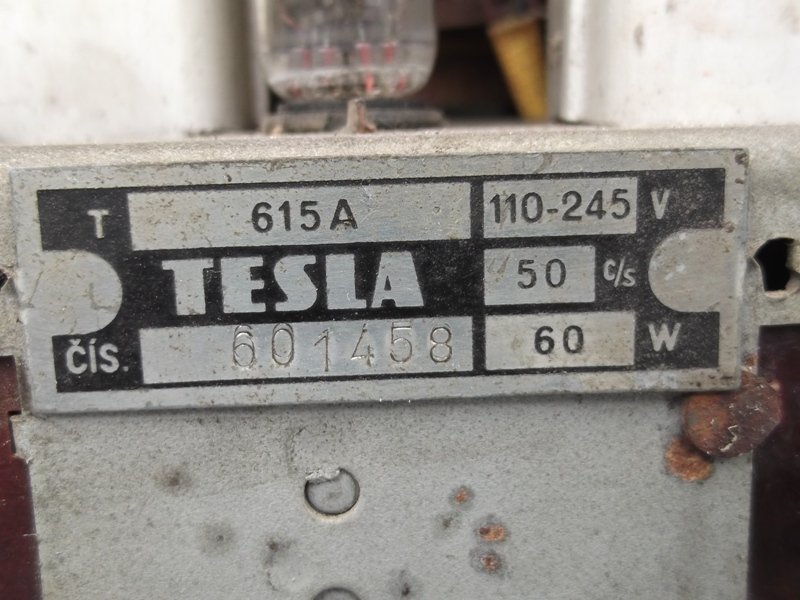 T 615A 110-245 V
TESLA 50 c/s
ČÍS. 601458 60 W